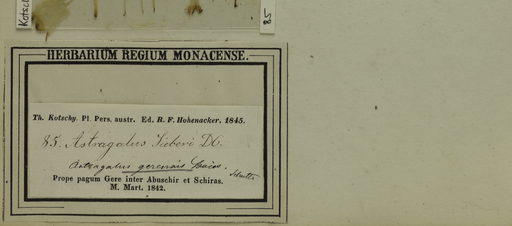 Kotsch
85
HERBARIUM REGIUM MONACENSE.
Th. Kotschy. Pl. Pers. austr. Ed. R. F. Hohenacker. 1845.
85. Astragalus Sieberi DC.
Astragalus gerensis Boiss.
Prope pagum Gere inter Abuschir et Schiras.
M. Mart. 1842.